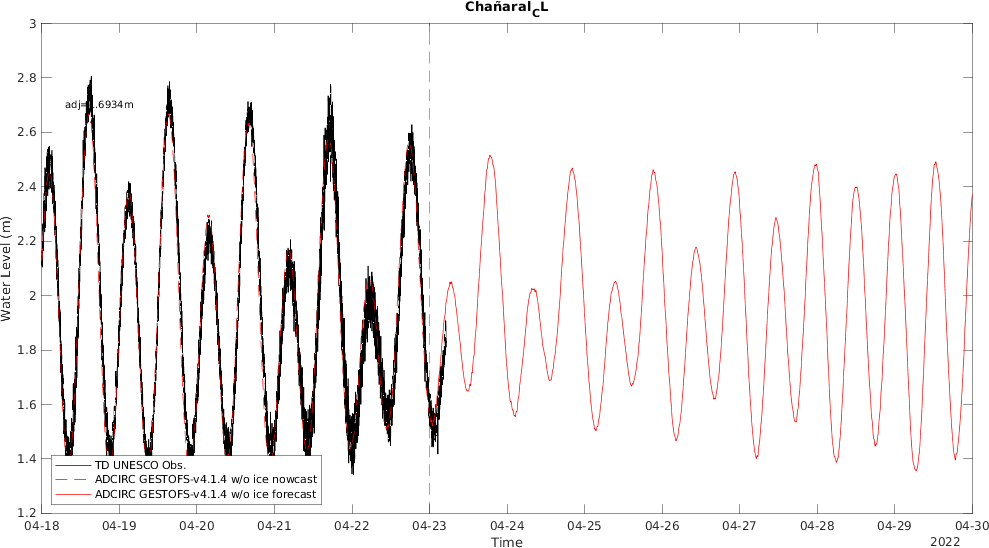 Chañaral_CL
3
2.8
2.6
2.4
2.2
2
1.8
1.6
1.4
1.2
Water Level (m)
adj=1.6934m
TD UNESCO Obs.
ADCIRC GESTOFS-v4.1.4 w/o ice nowcast
ADCIRC GESTOFS-v4.1.4 w/o ice forecast
04-18 04-19 04-20 04-21 04-22 04-23 04-24 04-25 04-26 04-27 04-28 04-29 04-30
Time
2022